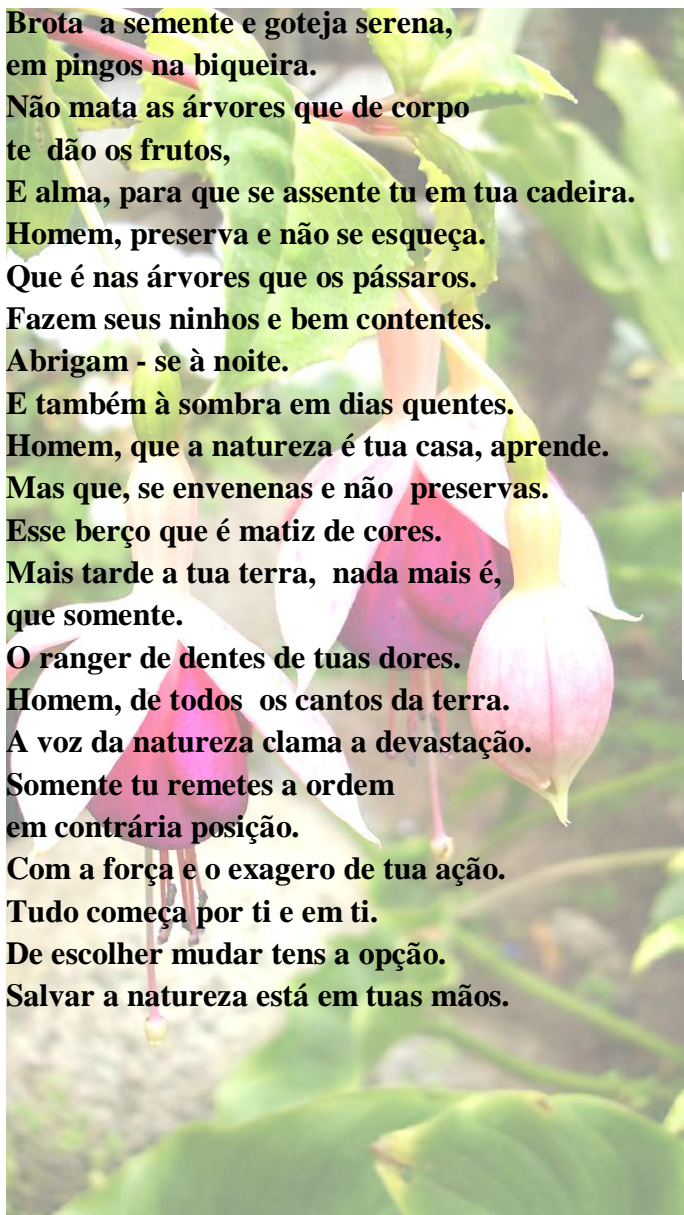 Brota a semente e goteja serena,
em pingos na biqueira.
Não mata as árvores que de corpo
te dão os frutos,
E alma, para que se assente tu em tua cadeira.
Homem, preserva e não se esqueça.
Que é nas árvores que os pássaros.
Fazem seus ninhos e bem contentes.
Abrigam - se à noite.
E também à sombra em dias quentes.
Homem, que a natureza é tua casa, aprende.
Mas que, se envenenas e não preservas.
Esse berço que é matiz de cores.
Mais tarde a tua terra, nada mais é,
que somente.
O ranger de dentes de tuas dores.
Homem, de todos os cantos da terra.
A voz da natureza clama a devastação.
Somente tu remetes a ordem
em contrária posição.
Com a força e o exagero de tua ação.
Tudo começa por ti e em ti.
De escolher mudar tens a opção.
Salvar a natureza está em tuas mãos.